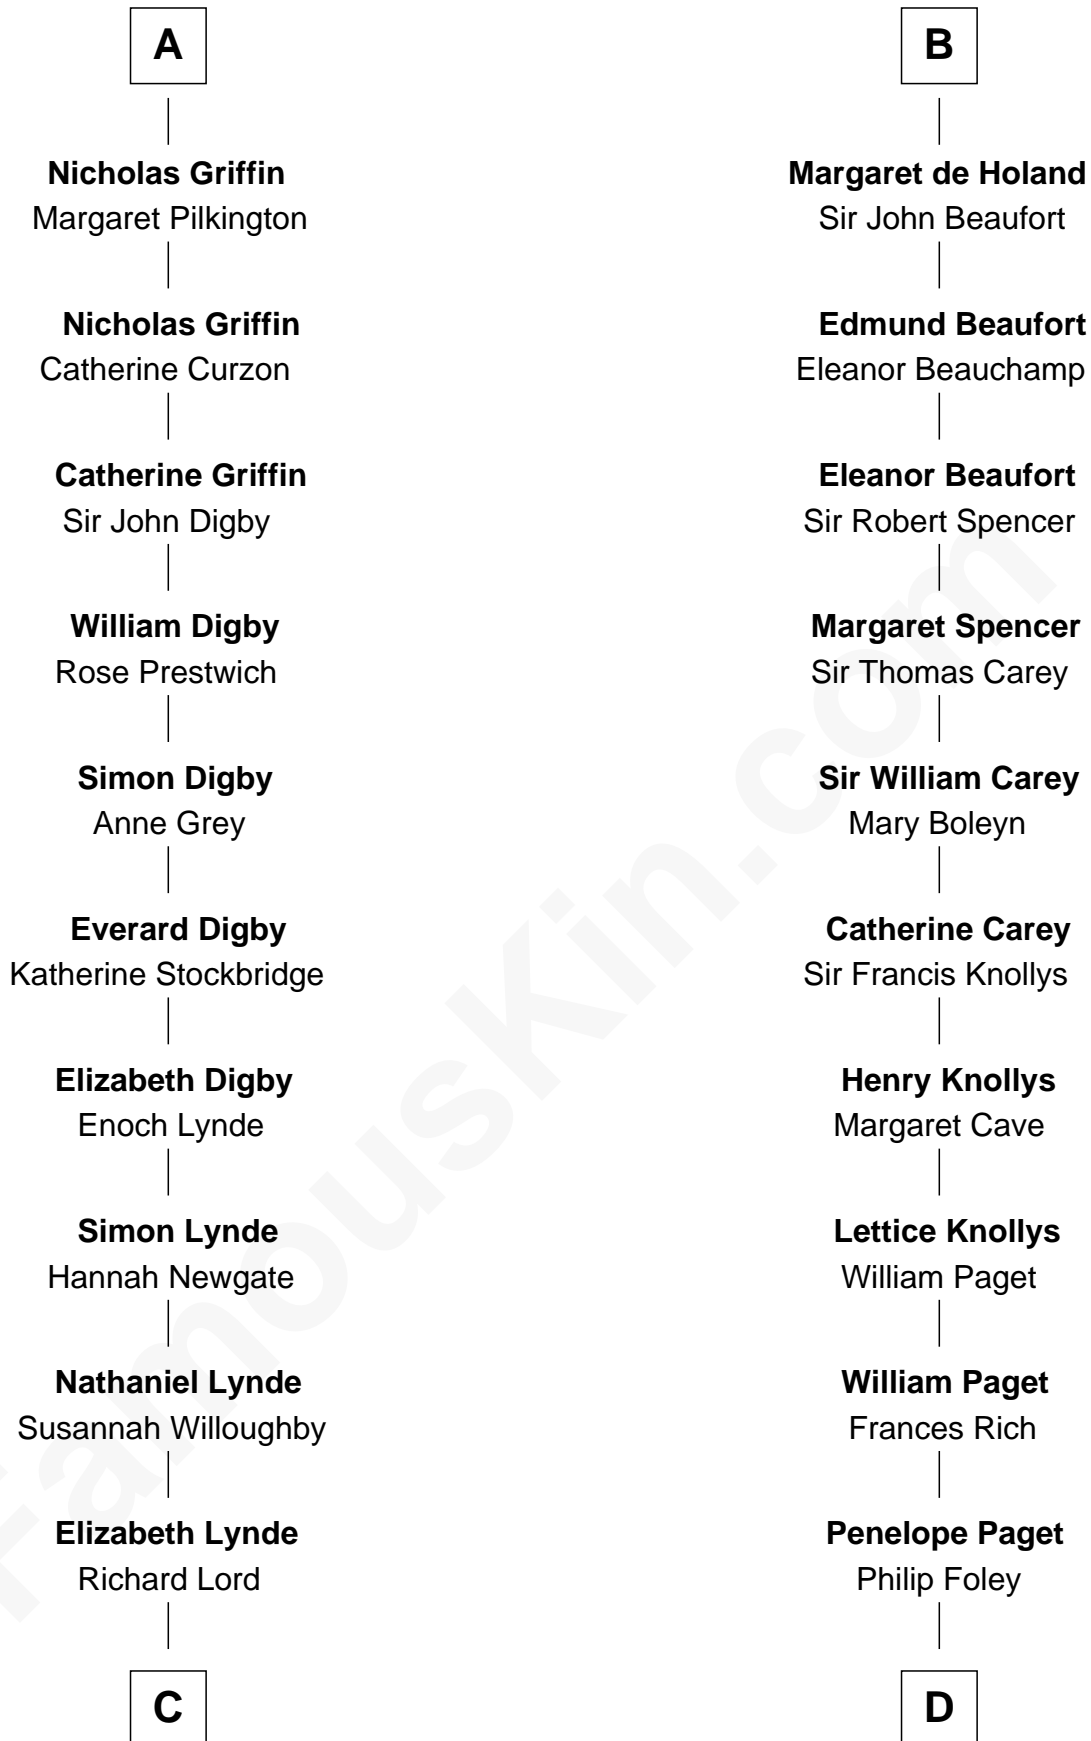 A
Nicholas Griffin
Margaret Pilkington
Nicholas Griffin
Catherine Curzon
Catherine Griffin
Sir John Digby
William Digby
Rose Prestwich
Simon Digby
Anne Grey
Everard Digby
Katherine Stockbridge
Elizabeth Digby
Enoch Lynde
Simon Lynde
Hannah Newgate
Nathaniel Lynde
Susannah Willoughby
Elizabeth Lynde
Richard Lord
C
B
Margaret de Holand
Sir John Beaufort
Edmund Beaufort
Eleanor Beauchamp
Eleanor Beaufort
Sir Robert Spencer
Margaret Spencer
Sir Thomas Carey
Sir William Carey
Mary Boleyn
Catherine Carey
Sir Francis Knollys
Henry Knollys
Margaret Cave
Lettice Knollys
William Paget
William Paget
Frances Rich
Penelope Paget
Philip Foley
D
FamousKin.com